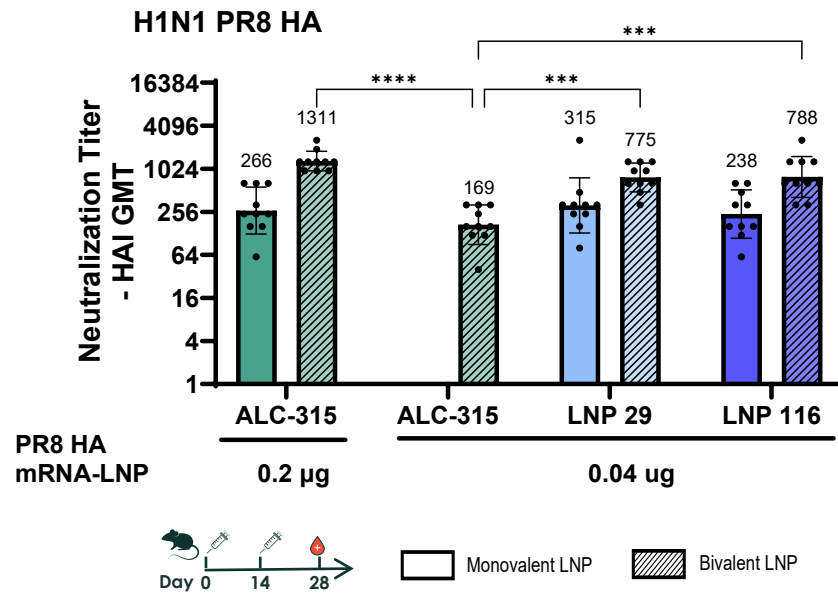 H1N1 PR8 HA
***
****
***
16384
4096
1024
256
64
16
4
1
Neutralization Titer
- HAI GMT
266
1311
169
315
775
238
788
ALC-315
ALC-315
LNP 29
LNP 116
PR8 HA
mRNA-LNP
0.2 µg
0.04 ug
Day 0 14 28
Monovalent LNP
Bivalent LNP